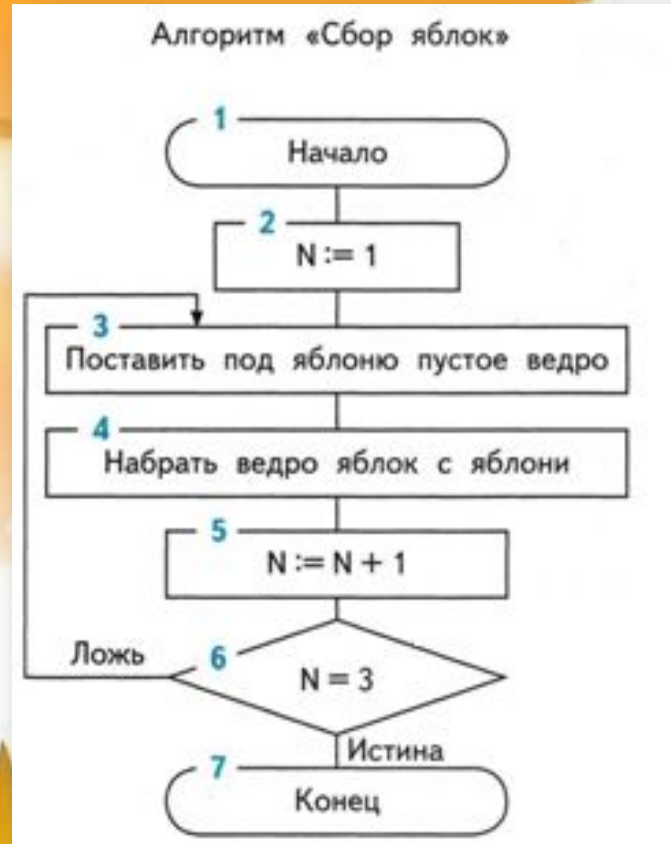 Алгоритм «Сбор яблок»
1
Начало
2
N := 1
3
Поставить под яблоню пустое ведро
4
Набрать ведро яблок с яблони
5
N := N + 1
Ложь
6
N = 3
Истина
7
Конец